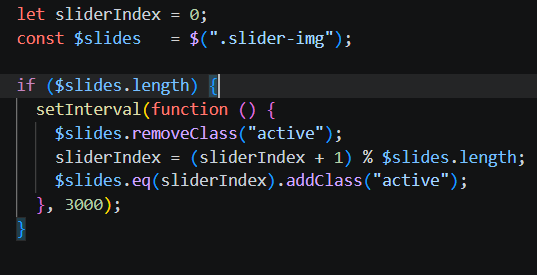 let sliderIndex = 0;
const $slides   = $(".slider-img");

if ($slides.length) {
  setInterval(function () {
    $slides.removeClass("active");
    sliderIndex = (sliderIndex + 1) % $slides.length;
    $slides.eq(sliderIndex).addClass("active");
  }, 3000);
}